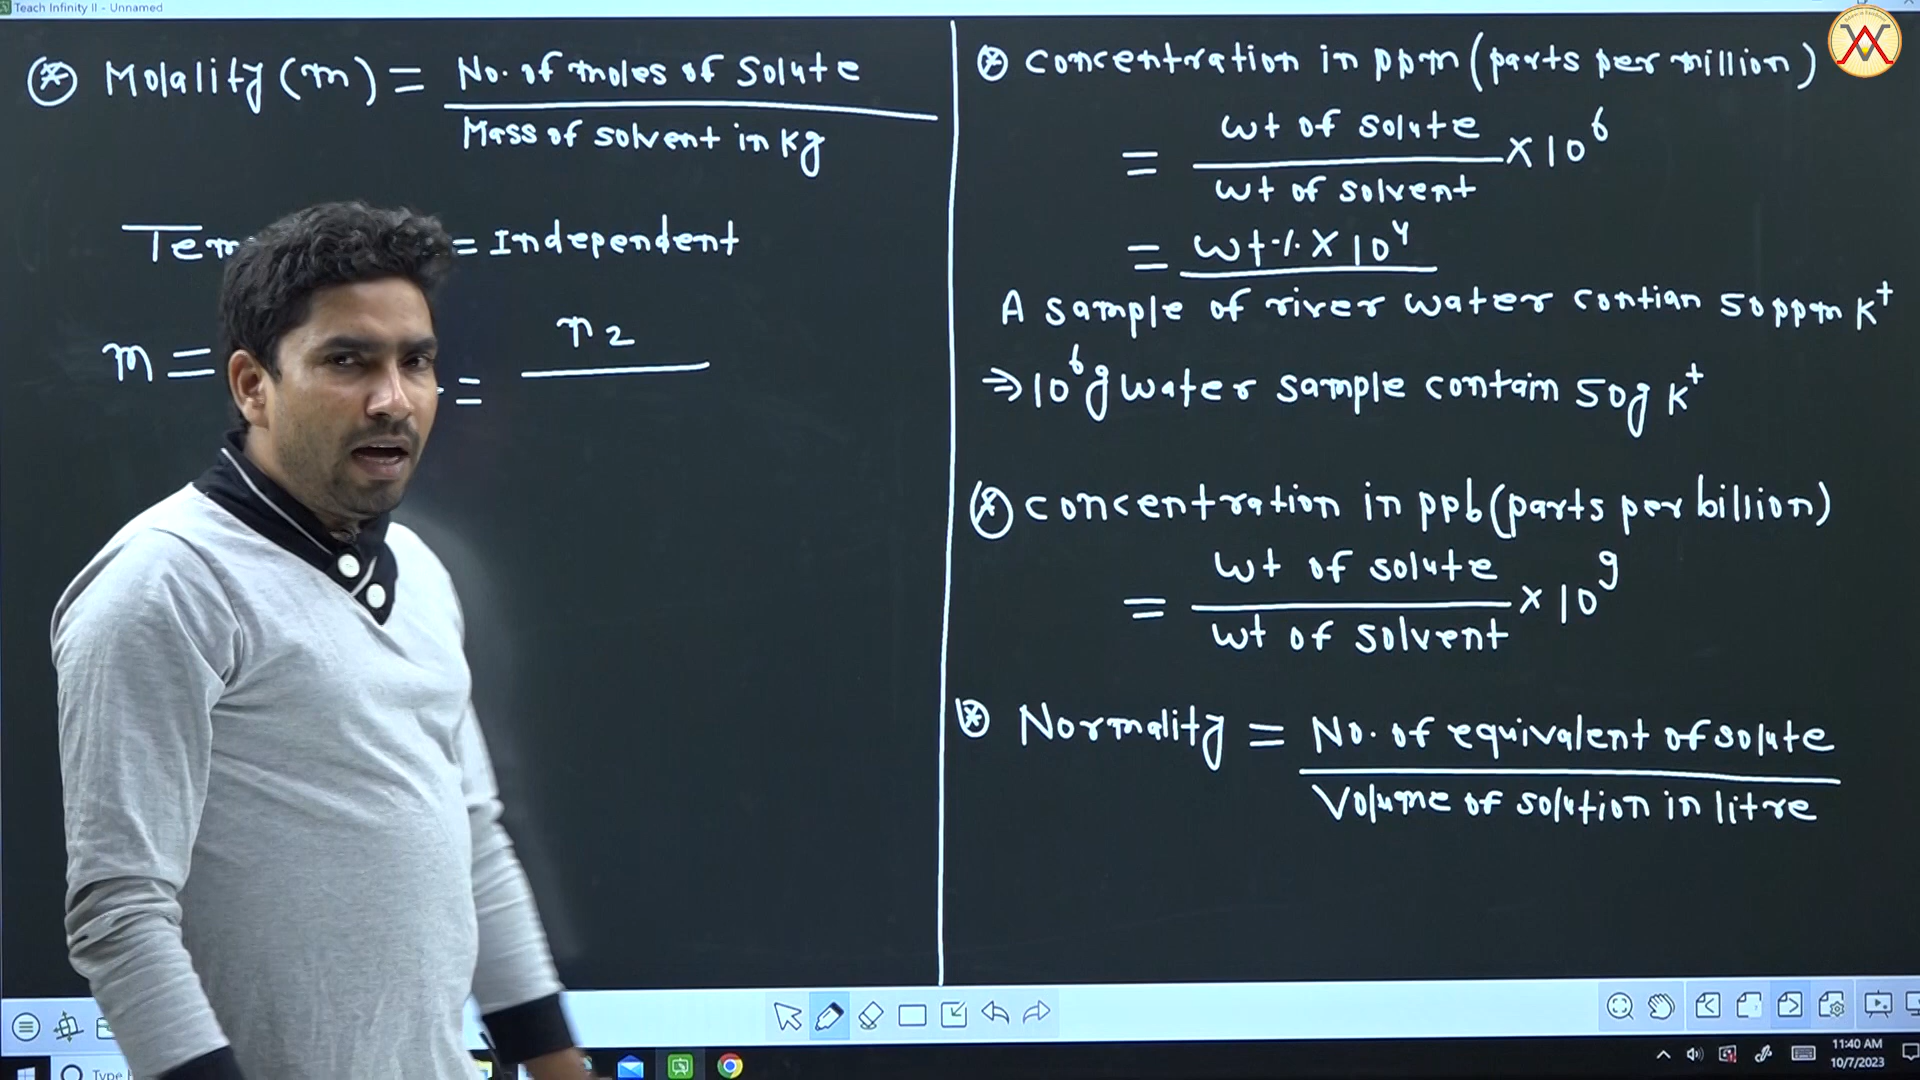 Teach Infinity II - Unnamed
Molality (m) = No. of moles of Solute
Mass of solvent in Kg
= Independent
m =
= n2
Concentration in ppm (parts per million)
= wt of solute × 10^6
wt of solvent
= wt.% × 10^4
A sample of river water contian 50ppm K+
⇒ 10^6 g water sample contain 50g K+
Concentration in ppb (parts per billion)
= wt of solute × 10^9
wt of solvent
Normality = No. of equivalent of solute
Volume of solution in litre
Type
11:40 AM
10/7/2023